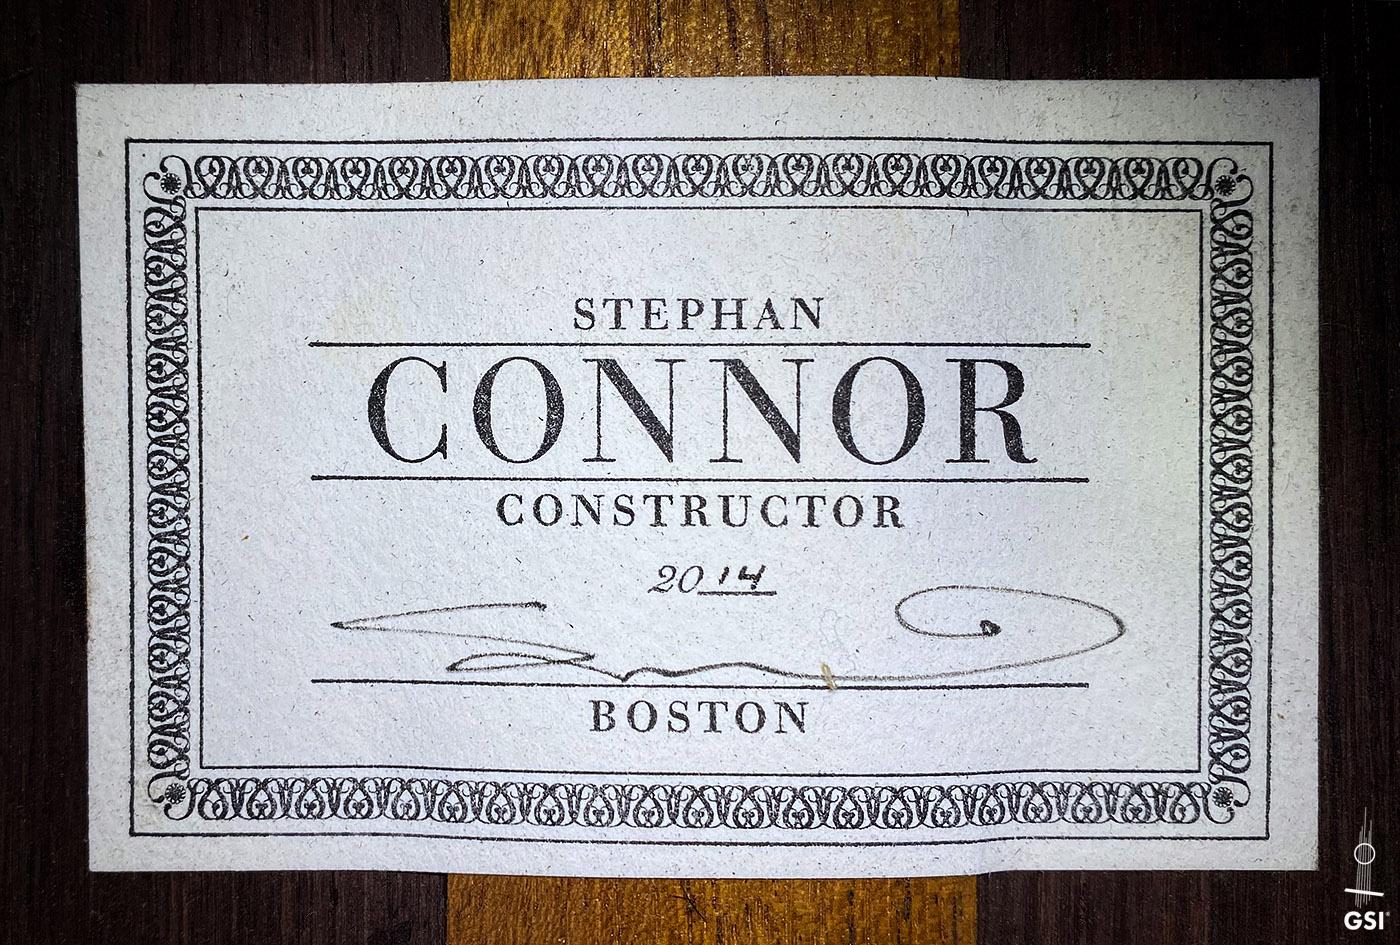 STEPHAN
CONNOR
CONSTRUCTOR
2014
BOSTON
GSI